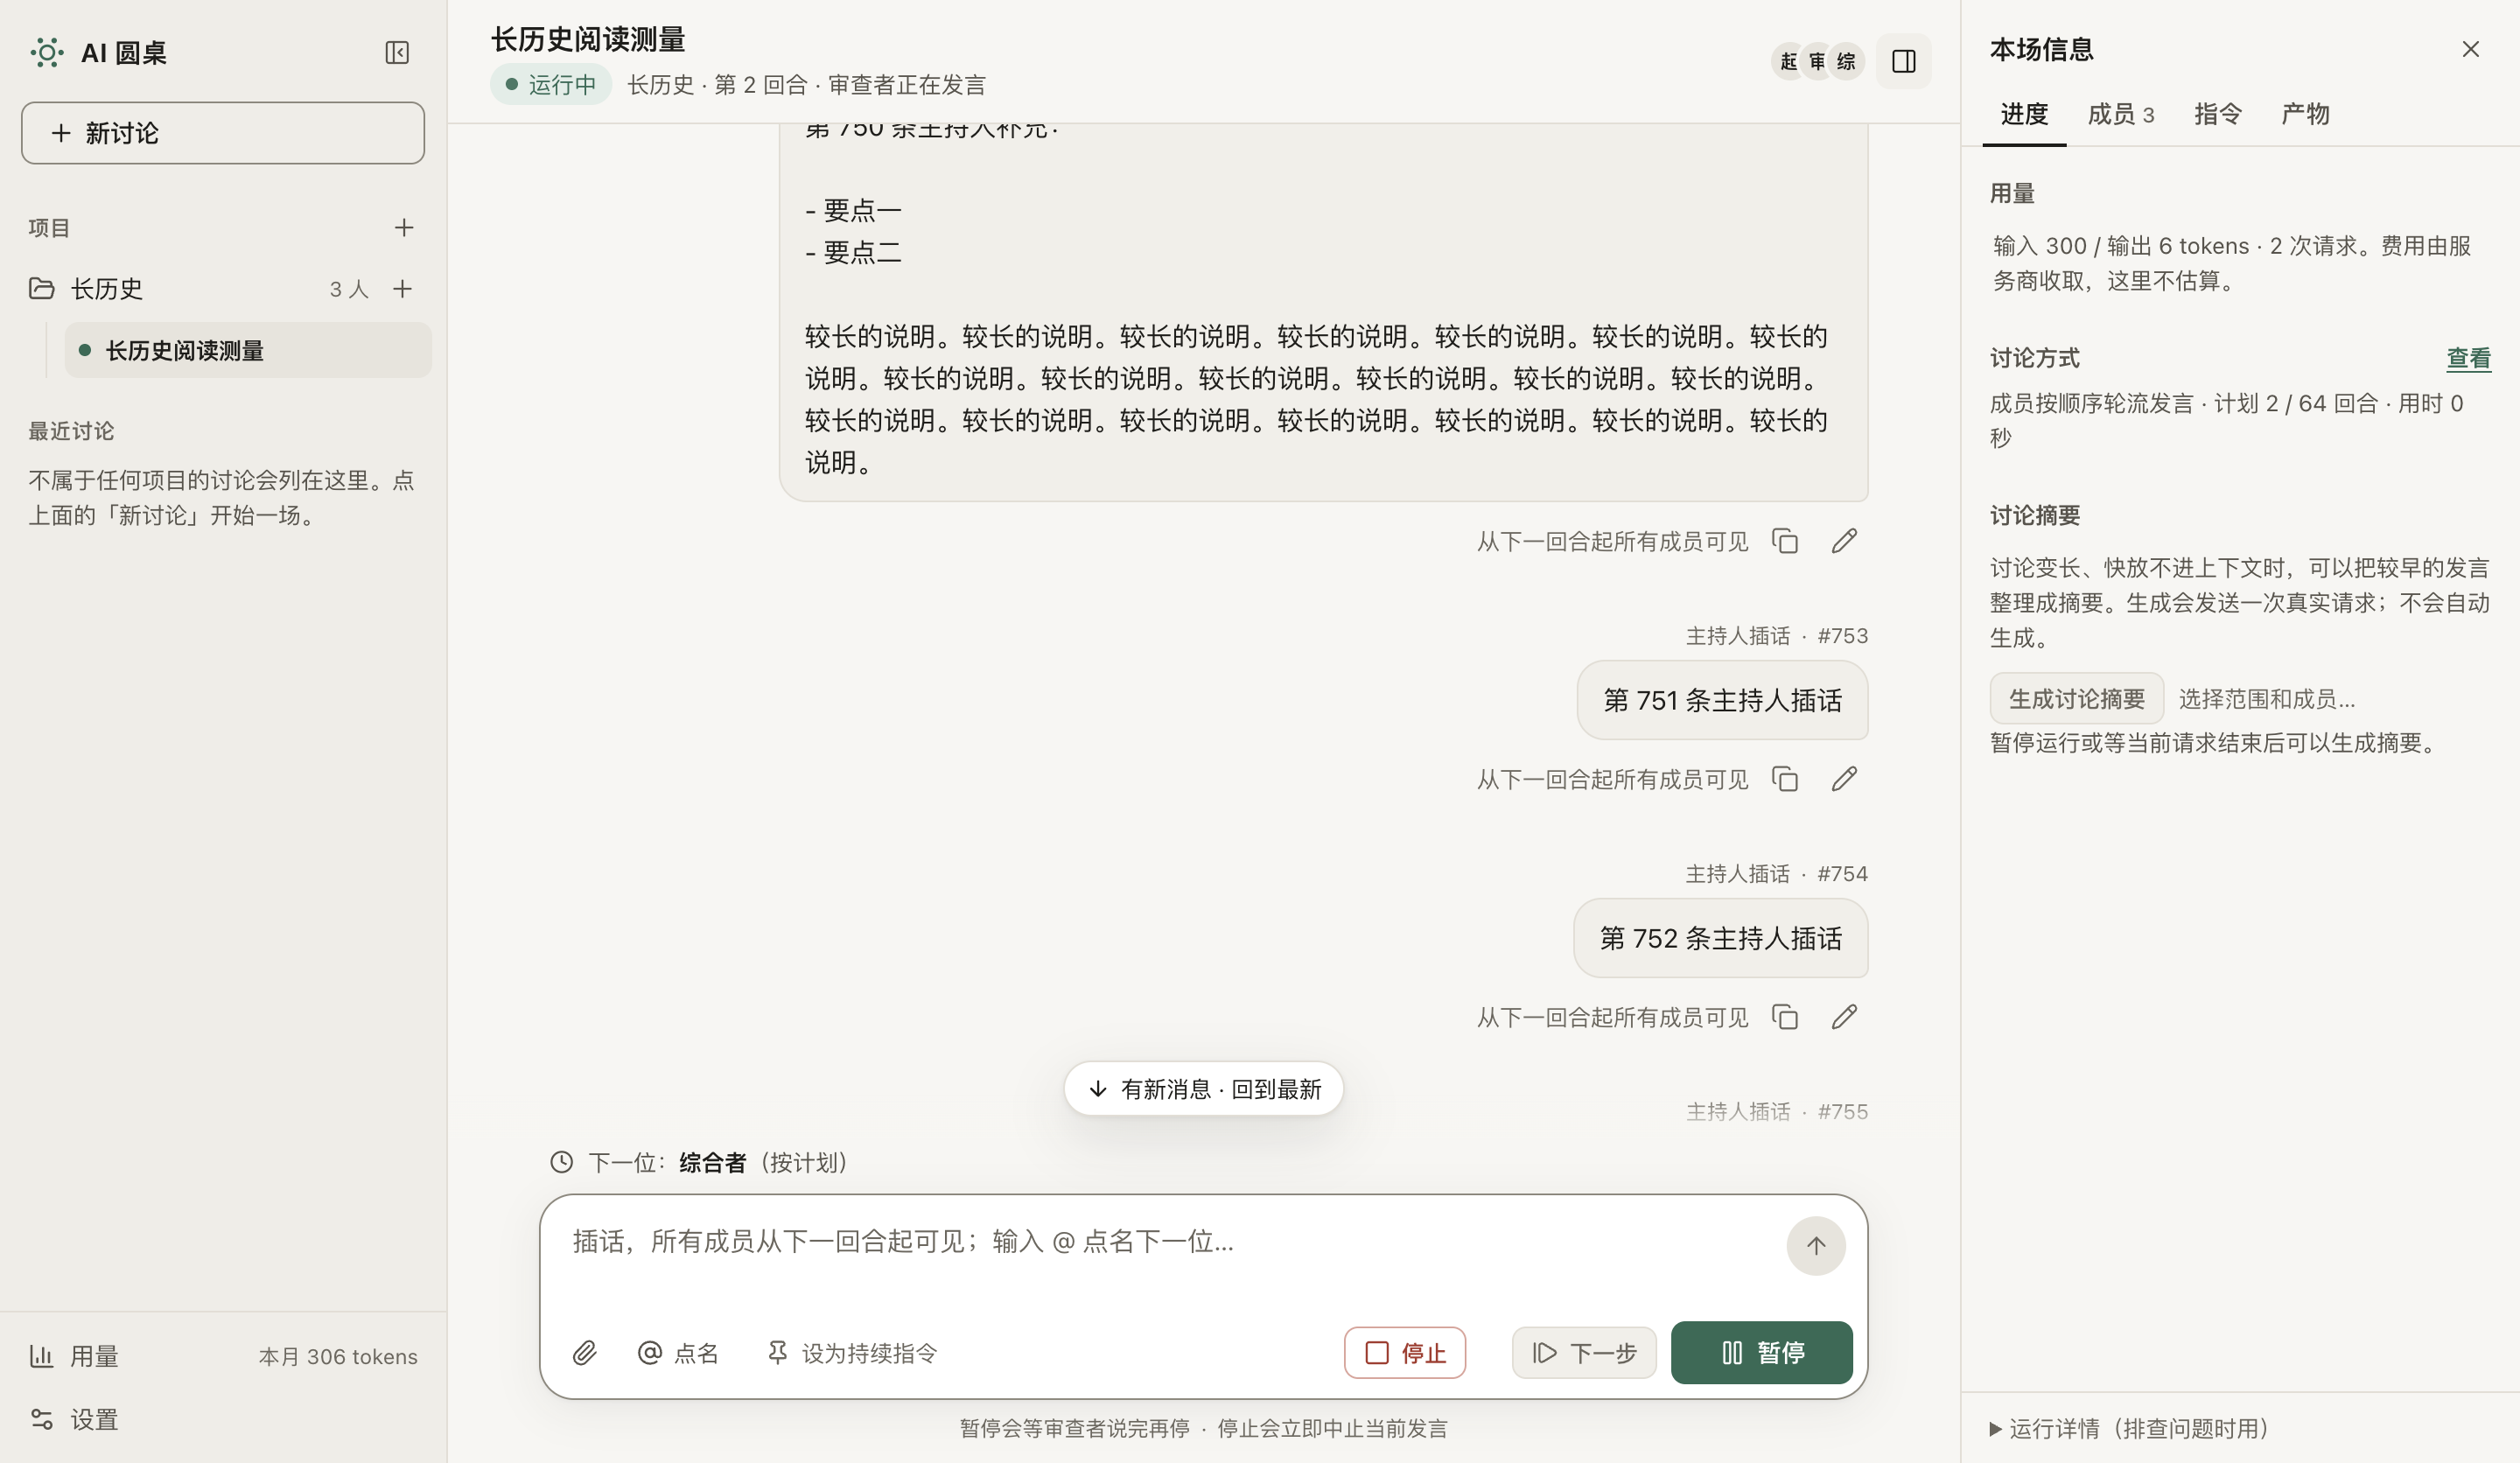 AI 圆桌
新讨论
项目
长历史
3 人
长历史阅读测量
最近讨论
不属于任何项目的讨论会列在这里。点
上面的「新讨论」开始一场。
用量
本月 306 tokens
设置
长历史阅读测量
运行中
长历史 · 第 2 回合 · 审查者正在发言
起
审
综
第 750 条主持人补充：
- 要点一
- 要点二
较长的说明。较长的说明。较长的说明。较长的说明。较长的说明。较长的说明。较长的
说明。较长的说明。较长的说明。较长的说明。较长的说明。较长的说明。较长的说明。
较长的说明。较长的说明。较长的说明。较长的说明。较长的说明。较长的说明。较长的
说明。
从下一回合起所有成员可见
主持人插话 · #753
第 751 条主持人插话
从下一回合起所有成员可见
主持人插话 · #754
第 752 条主持人插话
从下一回合起所有成员可见
有新消息 · 回到最新
主持人插话 · #755
下一位：综合者（按计划）
插话，所有成员从下一回合起可见；输入 @ 点名下一位…
点名
设为持续指令
停止
下一步
暂停
暂停会等审查者说完再停 · 停止会立即中止当前发言
本场信息
进度
成员 3
指令
产物
用量
输入 300 / 输出 6 tokens · 2 次请求。费用由服
务商收取，这里不估算。
讨论方式
查看
成员按顺序轮流发言 · 计划 2 / 64 回合 · 用时 0
秒
讨论摘要
讨论变长、快放不进上下文时，可以把较早的发言
整理成摘要。生成会发送一次真实请求；不会自动
生成。
生成讨论摘要
选择范围和成员…
暂停运行或等当前请求结束后可以生成摘要。
运行详情（排查问题时用）